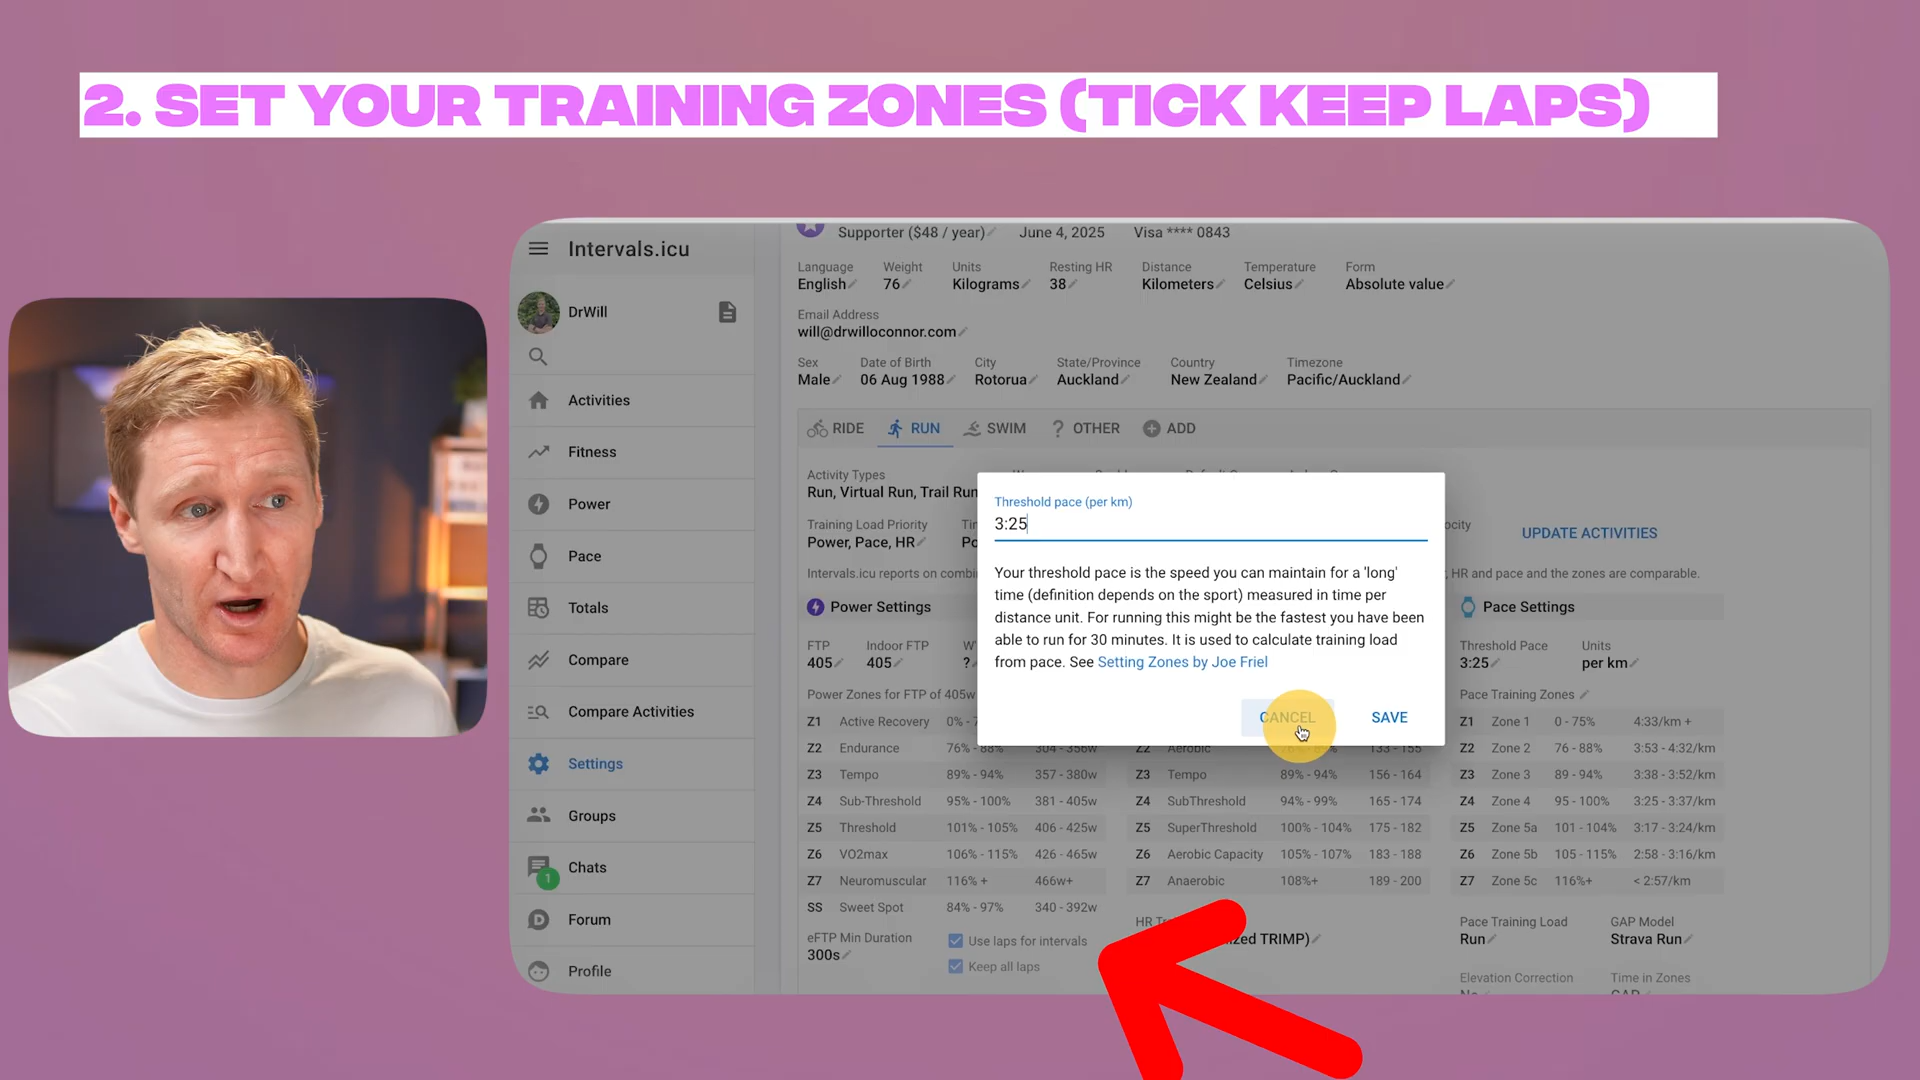 2. SET YOUR TRAINING ZONES (TICK KEEP LAPS)
Intervals.icu
DrWill
Activities
Fitness
Power
Pace
Totals
Compare
Compare Activities
Settings
Groups
Chats
1
Forum
Profile
Supporter ($48 / year) June 4, 2025 Visa **** 0843
Language Weight Units Resting HR Distance Temperature Form
English 76 Kilograms 38 Kilometers Celsius Absolute value
Email Address
will@drwilloconnor.com
Sex Date of Birth City State/Province Country Timezone
Male 06 Aug 1988 Rotorua Auckland New Zealand Pacific/Auckland
RIDE RUN SWIM OTHER ADD
Activity Types
Run, Virtual Run, Trail Run
Training Load Priority
Power, Pace, HR
UPDATE ACTIVITIES
Intervals.icu reports on
HR and pace and the zones are comparable.
Threshold pace (per km)
3:25
Your threshold pace is the speed you can maintain for a 'long'
time (definition depends on the sport) measured in time per
distance unit. For running this might be the fastest you have been
able to run for 30 minutes. It is used to calculate training load
from pace. See Setting Zones by Joe Friel
CANCEL SAVE
Power Settings
FTP Indoor FTP
405 405 ?
Power Zones for FTP of 405w
Z1 Active Recovery 0% -
Z2 Endurance 76% - 88% 304 - 356w
Z3 Tempo 89% - 94% 357 - 380w
Z4 Sub-Threshold 95% - 100% 381 - 405w
Z5 Threshold 101% - 105% 406 - 425w
Z6 VO2max 106% - 115% 426 - 465w
Z7 Neuromuscular 116% + 466w+
SS Sweet Spot 84% - 97% 340 - 392w
eFTP Min Duration
300s
Use laps for intervals
Keep all laps
Z2 Aerobic 133 - 155
Z3 Tempo 89% - 94% 156 - 164
Z4 SubThreshold 94% - 99% 165 - 174
Z5 SuperThreshold 100% - 104% 175 - 182
Z6 Aerobic Capacity 105% - 107% 183 - 188
Z7 Anaerobic 108%+ 189 - 200
TRIMP)
Pace Settings
Threshold Pace Units
3:25 per km
Pace Training Zones
Z1 Zone 1 0 - 75% 4:33/km +
Z2 Zone 2 76 - 88% 3:53 - 4:32/km
Z3 Zone 3 89 - 94% 3:38 - 3:52/km
Z4 Zone 4 95 - 100% 3:25 - 3:37/km
Z5 Zone 5a 101 - 104% 3:17 - 3:24/km
Z6 Zone 5b 105 - 115% 2:58 - 3:16/km
Z7 Zone 5c 116%+ < 2:57/km
Pace Training Load GAP Model
Run Strava Run
Elevation Correction Time in Zones